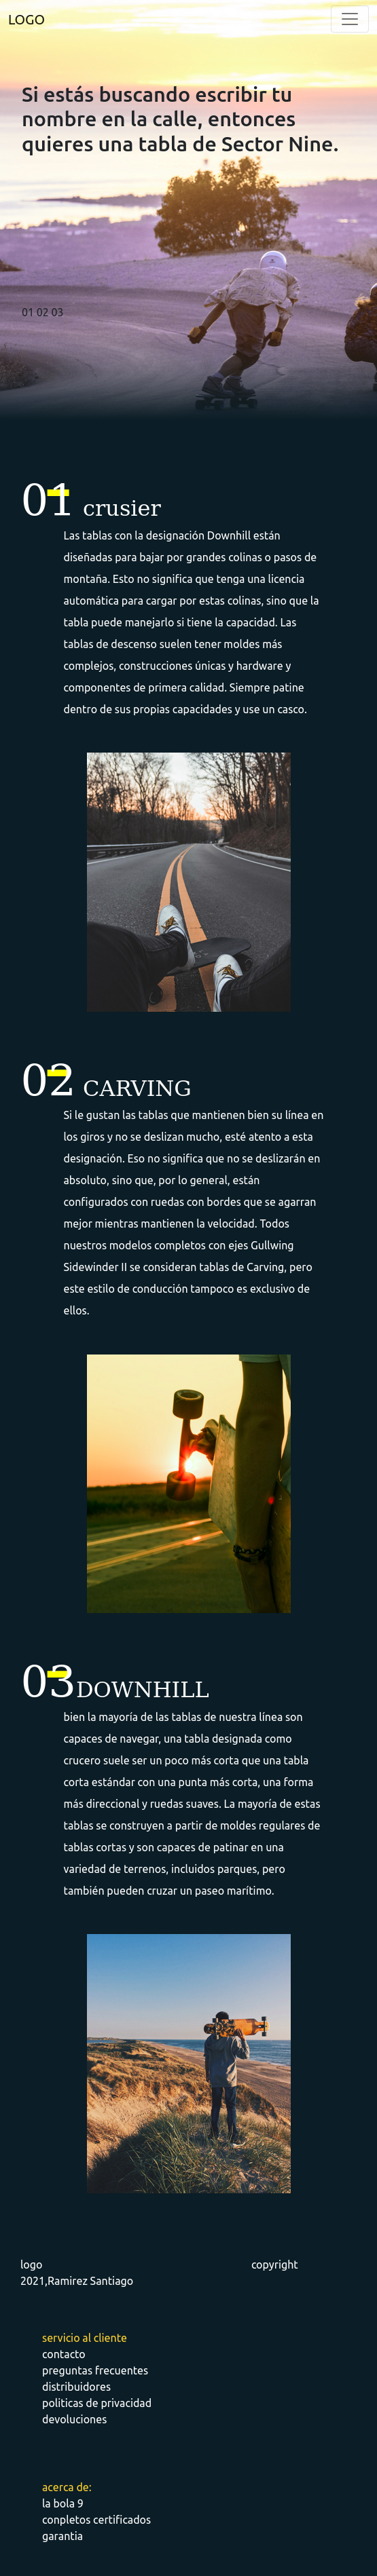 LOGO
Si estás buscando escribir tu
nombre en la calle, entonces
quieres una tabla de Sector Nine.
01 02 03
01 crusier
Las tablas con la designación Downhill están
diseñadas para bajar por grandes colinas o pasos de
montaña. Esto no significa que tenga una licencia
automática para cargar por estas colinas, sino que la
tabla puede manejarlo si tiene la capacidad. Las
tablas de descenso suelen tener moldes más
complejos, construcciones únicas y hardware y
componentes de primera calidad. Siempre patine
dentro de sus propias capacidades y use un casco.
02 CARVING
Si le gustan las tablas que mantienen bien su línea en
los giros y no se deslizan mucho, esté atento a esta
designación. Eso no significa que no se deslizarán en
absoluto, sino que, por lo general, están
configurados con ruedas con bordes que se agarran
mejor mientras mantienen la velocidad. Todos
nuestros modelos completos con ejes Gullwing
Sidewinder II se consideran tablas de Carving, pero
este estilo de conducción tampoco es exclusivo de
ellos.
03DOWNHILL
bien la mayoría de las tablas de nuestra línea son
capaces de navegar, una tabla designada como
crucero suele ser un poco más corta que una tabla
corta estándar con una punta más corta, una forma
más direccional y ruedas suaves. La mayoría de estas
tablas se construyen a partir de moldes regulares de
tablas cortas y son capaces de patinar en una
variedad de terrenos, incluidos parques, pero
también pueden cruzar un paseo marítimo.
logo copyright
2021,Ramirez Santiago
servicio al cliente
contacto
preguntas frecuentes
distribuidores
politicas de privacidad
devoluciones
acerca de:
la bola 9
conpletos certificados
garantia